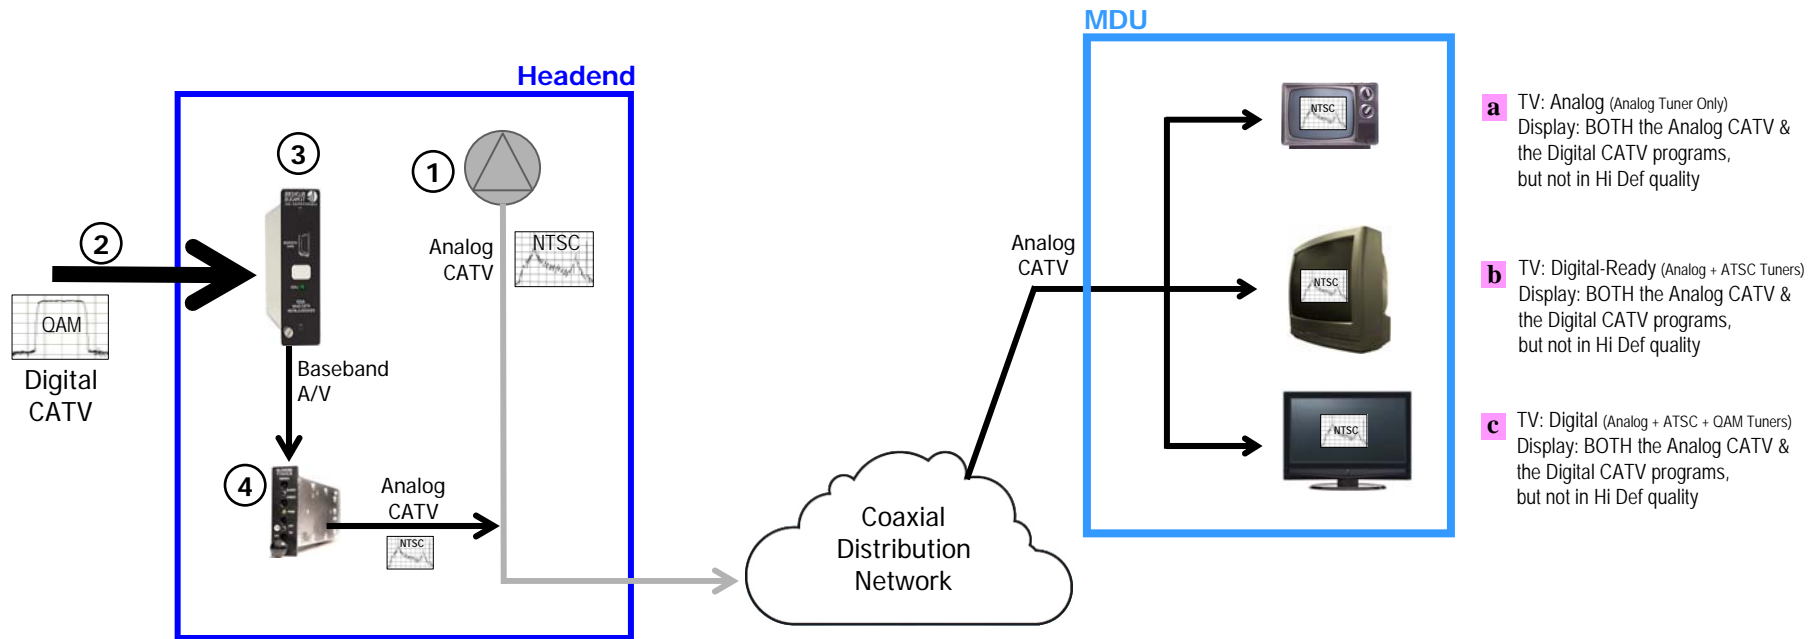 MDU
Headend
3
1
2
Analog
CATV
NTSC
QAM
Digital
CATV
Baseband
A/V
4
Analog
CATV
NTSC
Coaxial
Distribution
Network
Analog
CATV
NTSC
NTSC
NTSC
a TV: Analog (Analog Tuner Only)
Display: BOTH the Analog CATV &
the Digital CATV programs,
but not in Hi Def quality
b TV: Digital-Ready (Analog + ATSC Tuners)
Display: BOTH the Analog CATV &
the Digital CATV programs,
but not in Hi Def quality
c TV: Digital (Analog + ATSC + QAM Tuners)
Display: BOTH the Analog CATV &
the Digital CATV programs,
but not in Hi Def quality